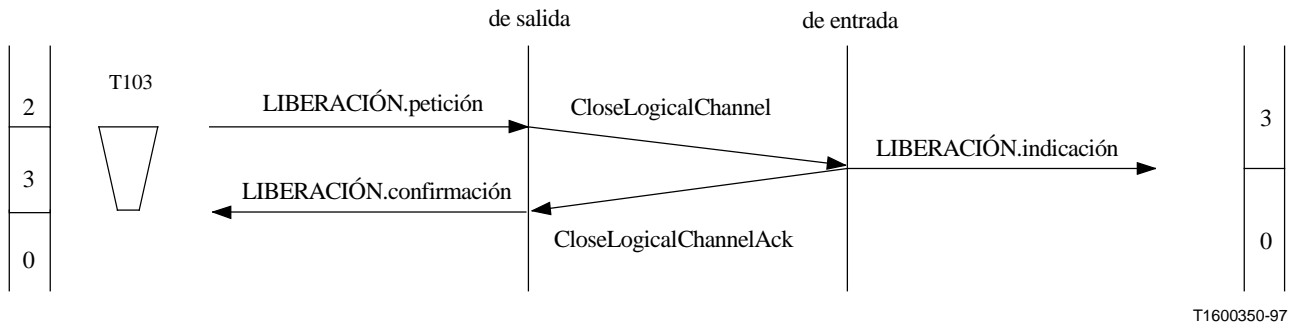 de salida
de entrada
T103
2
LIBERACIÓN.petición
CloseLogicalChannel
3
LIBERACIÓN.indicación
3
LIBERACIÓN.confirmación
CloseLogicalChannelAck
0
0
T1600350-97